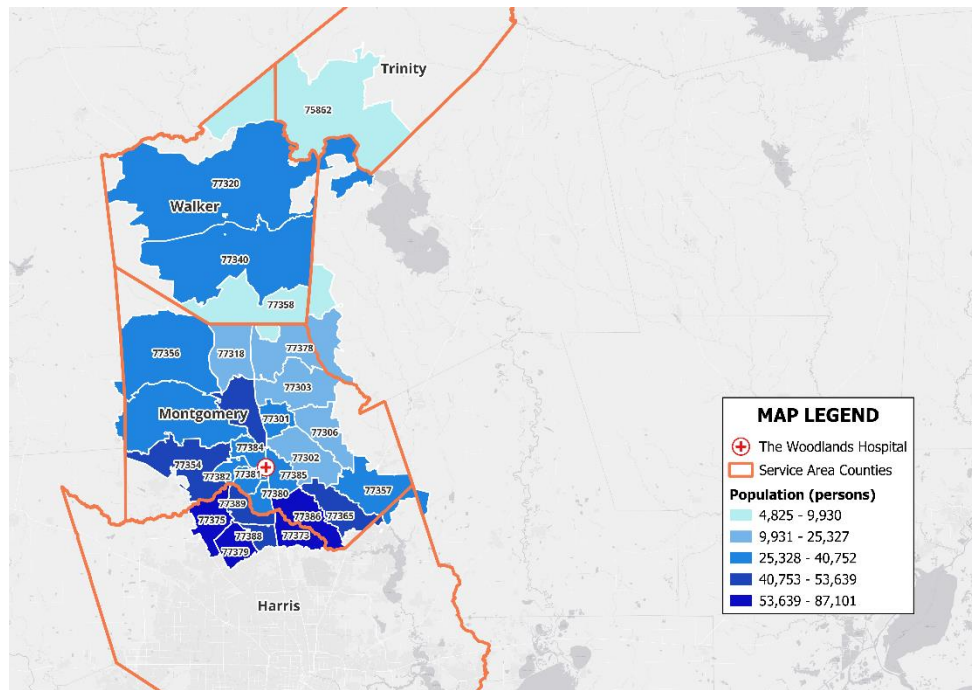 Trinity
75862
77320
Walker
77340
77358
77356
77318
77378
77303
Montgomery
77301
77306
77384
77302
77354
77381
77382
77385
77357
77380
77389
77386
77365
77375
77388
77373
77379
Harris
MAP LEGEND
The Woodlands Hospital
Service Area Counties
Population (persons)
4,825 - 9,930
9,931 - 25,327
25,328 - 40,752
40,753 - 53,639
53,639 - 87,101